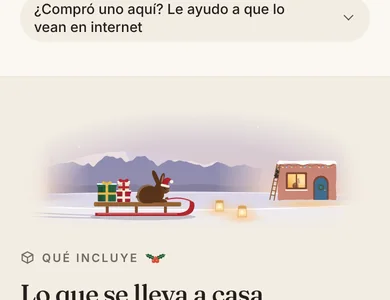 ¿Compró uno aquí? Le ayudo a que lo
vean en internet
QUÉ INCLUYE
Lo que se lleva a casa